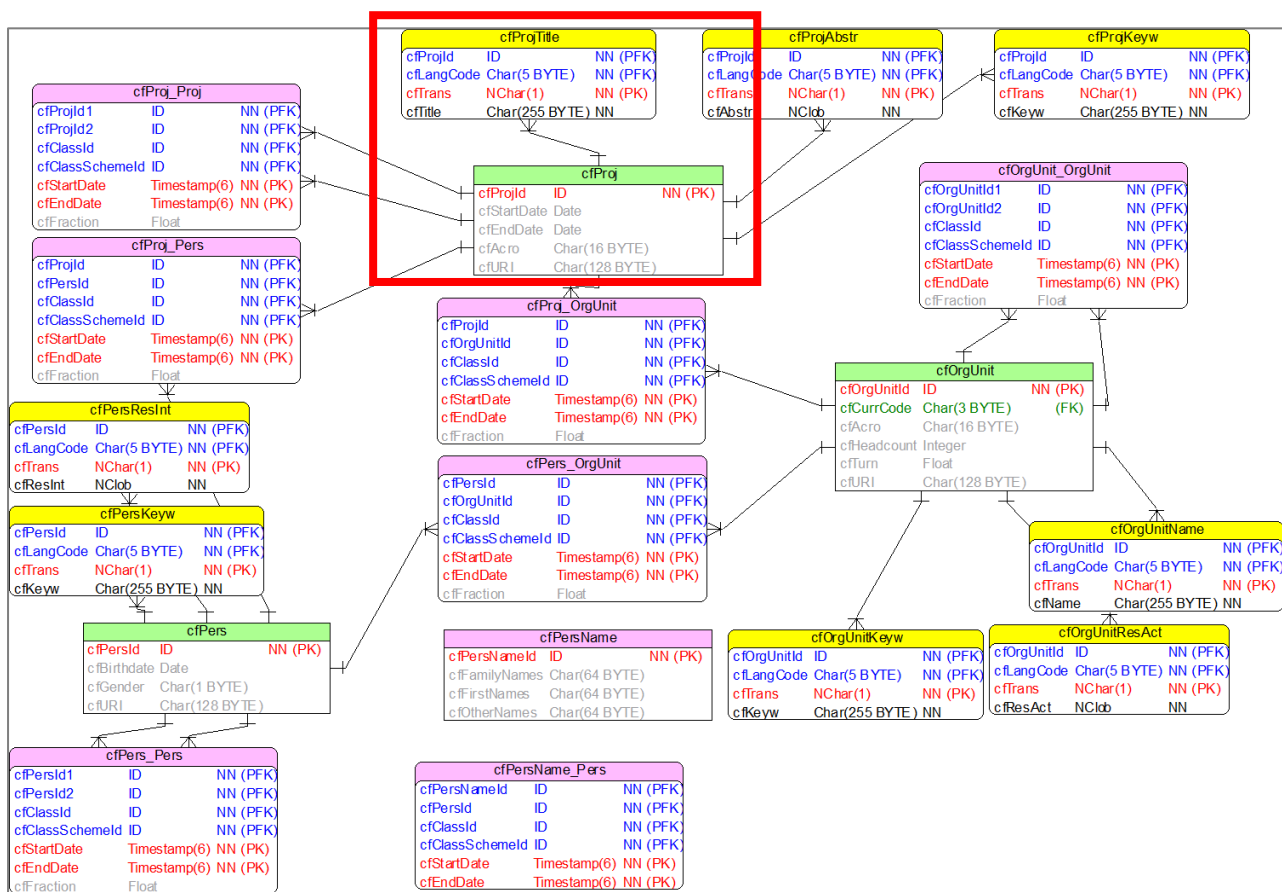 cfProjTitle
cfProjId ID NN (PFK)
cfLangCode Char(5 BYTE) NN (PFK)
cfTrans NChar(1) NN (PK)
cfTitle Char(255 BYTE) NN
cfProjAbstr
cfProjId ID NN (PFK)
cfLangCode Char(5 BYTE) NN (PFK)
cfTrans NChar(1) NN (PK)
cfAbstr NClob NN
cfProjKeyw
cfProjId ID NN (PFK)
cfLangCode Char(5 BYTE) NN (PFK)
cfTrans NChar(1) NN (PK)
cfKeyw Char(255 BYTE) NN
cfProj_Proj
cfProjId1 ID NN (PFK)
cfProjId2 ID NN (PFK)
cfClassId ID NN (PFK)
cfClassSchemeId ID NN (PFK)
cfStartDate Timestamp(6) NN (PK)
cfEndDate Timestamp(6) NN (PK)
cfFraction Float
cfProj
cfProjId ID NN (PK)
cfStartDate Date
cfEndDate Date
cfAcro Char(16 BYTE)
cfURI Char(128 BYTE)
cfOrgUnit_OrgUnit
cfOrgUnitId1 ID NN (PFK)
cfOrgUnitId2 ID NN (PFK)
cfClassId ID NN (PFK)
cfClassSchemeId ID NN (PFK)
cfStartDate Timestamp(6) NN (PK)
cfEndDate Timestamp(6) NN (PK)
cfFraction Float
cfProj_Pers
cfProjId ID NN (PFK)
cfPersId ID NN (PFK)
cfClassId ID NN (PFK)
cfClassSchemeId ID NN (PFK)
cfStartDate Timestamp(6) NN (PK)
cfEndDate Timestamp(6) NN (PK)
cfFraction Float
cfProj_OrgUnit
cfProjId ID NN (PFK)
cfOrgUnitId ID NN (PFK)
cfClassId ID NN (PFK)
cfClassSchemeId ID NN (PFK)
cfStartDate Timestamp(6) NN (PK)
cfEndDate Timestamp(6) NN (PK)
cfFraction Float
cfOrgUnit
cfOrgUnitId ID NN (PK)
cfCurrCode Char(3 BYTE) (FK)
cfAcro Char(16 BYTE)
cfHeadcount Integer
cfTurn Float
cfURI Char(128 BYTE)
cfPersResInt
cfPersId ID NN (PFK)
cfLangCode Char(5 BYTE) NN (PFK)
cfTrans NChar(1) NN (PK)
cfResInt NClob NN
cfPers_OrgUnit
cfPersId ID NN (PFK)
cfOrgUnitId ID NN (PFK)
cfClassId ID NN (PFK)
cfClassSchemeId ID NN (PFK)
cfStartDate Timestamp(6) NN (PK)
cfEndDate Timestamp(6) NN (PK)
cfFraction Float
cfPersKeyw
cfPersId ID NN (PFK)
cfLangCode Char(5 BYTE) NN (PFK)
cfTrans NChar(1) NN (PK)
cfKeyw Char(255 BYTE) NN
cfOrgUnitName
cfOrgUnitId ID NN (PFK)
cfLangCode Char(5 BYTE) NN (PFK)
cfTrans NChar(1) NN (PK)
cfName Char(255 BYTE) NN
cfPers
cfPersId ID NN (PK)
cfBirthdate Date
cfGender Char(1 BYTE)
cfURI Char(128 BYTE)
cfPersName
cfPersNameId ID NN (PK)
cfFamilyNames Char(64 BYTE)
cfFirstNames Char(64 BYTE)
cfOtherNames Char(64 BYTE)
cfOrgUnitKeyw
cfOrgUnitId ID NN (PFK)
cfLangCode Char(5 BYTE) NN (PFK)
cfTrans NChar(1) NN (PK)
cfKeyw Char(255 BYTE) NN
cfOrgUnitResAct
cfOrgUnitId ID NN (PFK)
cfLangCode Char(5 BYTE) NN (PFK)
cfTrans NChar(1) NN (PK)
cfResAct NClob NN
cfPers_Pers
cfPersId1 ID NN (PFK)
cfPersId2 ID NN (PFK)
cfClassId ID NN (PFK)
cfClassSchemeId ID NN (PFK)
cfStartDate Timestamp(6) NN (PK)
cfEndDate Timestamp(6) NN (PK)
cfFraction Float
cfPersName_Pers
cfPersNameId ID NN (PFK)
cfPersId ID NN (PFK)
cfClassId ID NN (PFK)
cfClassSchemeId ID NN (PFK)
cfStartDate Timestamp(6) NN (PK)
cfEndDate Timestamp(6) NN (PK)